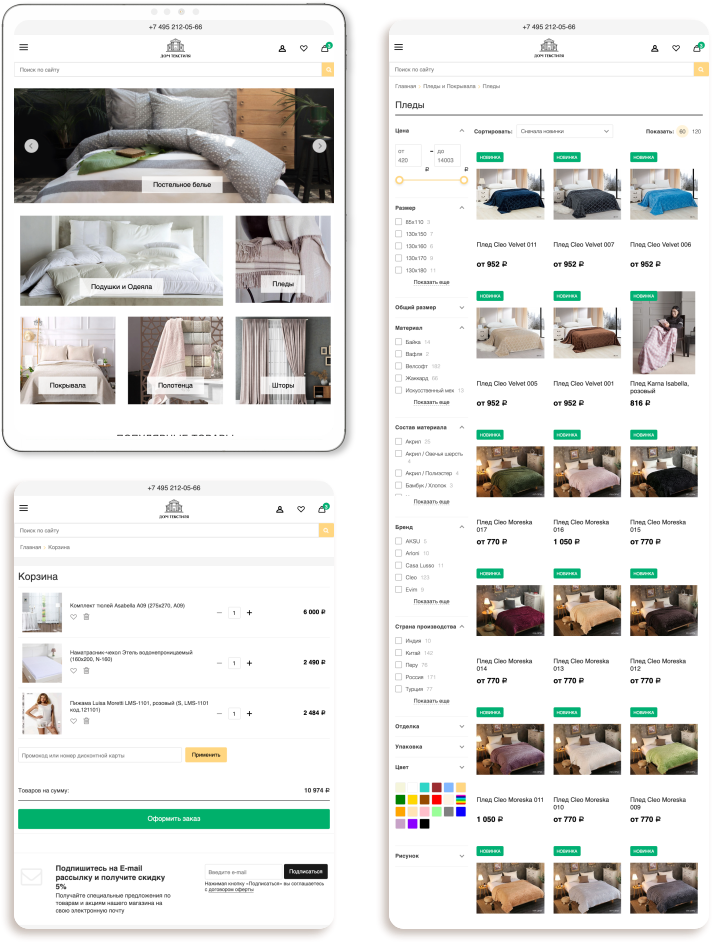 +7 495 212-05-66
ДОМ ТЕКСТИЛЯ
3
Поиск по сайту
Постельное белье
Подушки и Одеяла
Пледы
Покрывала
Полотенца
Шторы
ПОПУЛЯРНЫЕ ТОВАРЫ
+7 495 212-05-66
ДОМ ТЕКСТИЛЯ
3
Поиск по сайту
Главная › Корзина
Корзина
Комплект тюлей Asabella A09 (275x270, A09)
− 1 +
6 000 ₽
Наматрасник-чехол Этель водонепроницаемый
(160x200, N-160)
− 1 +
2 490 ₽
Пижама Luisa Moretti LMS-1101, розовый (S, LMS-1101
код.121101)
− 1 +
2 484 ₽
Промокод или номер дисконтной карты
Применить
Товаров на сумму:
10 974 ₽
Оформить заказ
Подпишитесь на E-mail
рассылку и получите скидку
5%
Получайте специальные предложения по
товарам и акциям нашего магазина на
свою электронную почту
Введите e-mail
Подписаться
Нажимая кнопку «Подписаться» вы соглашаетесь
с договором оферты
+7 495 212-05-66
ДОМ ТЕКСТИЛЯ
3
Поиск по сайту
Главная › Пледы и Покрывала › Пледы
Пледы
Цена
от
420
–
до
14003
₽
₽
Размер
85x110 3
130x150 7
130x160 6
130x170 9
130x180 11
Показать еще
Общий размер
Материал
Байка 14
Вафля 2
Велсофт 182
Жаккард 66
Искусственный мех 13
Показать еще
Состав материала
Акрил 25
Акрил / Овечья шерсть
4
Акрил / Полиэстер 4
Бамбук / Хлопок 3
Показать еще
Бренд
AKSU 5
Arloni 10
Casa Lusso 11
Cleo 123
Evim 9
Показать еще
Страна производства
Индия 10
Китай 142
Перу 76
Россия 171
Турция 77
Показать еще
Отделка
Упаковка
Цвет
Рисунок
Сортировать:
Сначала новинки
Показать:
60
120
НОВИНКА
НОВИНКА
НОВИНКА
Плед Cleo Velvet 011
Плед Cleo Velvet 007
Плед Cleo Velvet 006
от 952 ₽
от 952 ₽
от 952 ₽
НОВИНКА
НОВИНКА
НОВИНКА
Плед Cleo Velvet 005
Плед Cleo Velvet 001
Плед Karna Isabella,
розовый
от 952 ₽
от 952 ₽
816 ₽
НОВИНКА
НОВИНКА
НОВИНКА
Плед Cleo Moreska
017
Плед Cleo Moreska
016
Плед Cleo Moreska
015
от 770 ₽
1 050 ₽
от 770 ₽
НОВИНКА
НОВИНКА
НОВИНКА
Плед Cleo Moreska
014
Плед Cleo Moreska
013
Плед Cleo Moreska
012
от 770 ₽
от 770 ₽
от 770 ₽
НОВИНКА
НОВИНКА
НОВИНКА
Плед Cleo Moreska 011
Плед Cleo Moreska
010
Плед Cleo Moreska
009
1 050 ₽
от 770 ₽
от 770 ₽
НОВИНКА
НОВИНКА
НОВИНКА